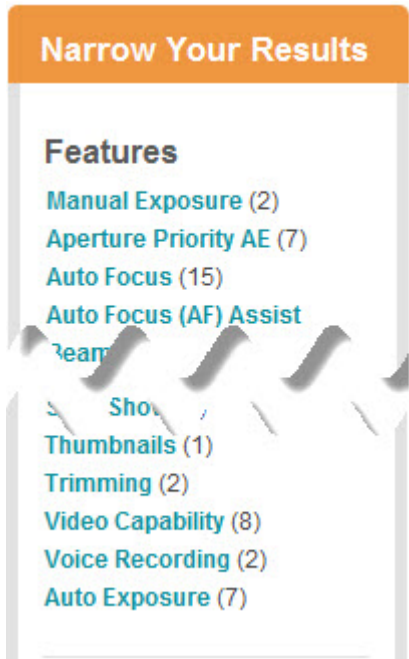 Narrow Your Results
Features
Manual Exposure (2)
Aperture Priority AE (7)
Auto Focus (15)
Auto Focus (AF) Assist
Beam
Thumbnails (1)
Trimming (2)
Video Capability (8)
Voice Recording (2)
Auto Exposure (7)